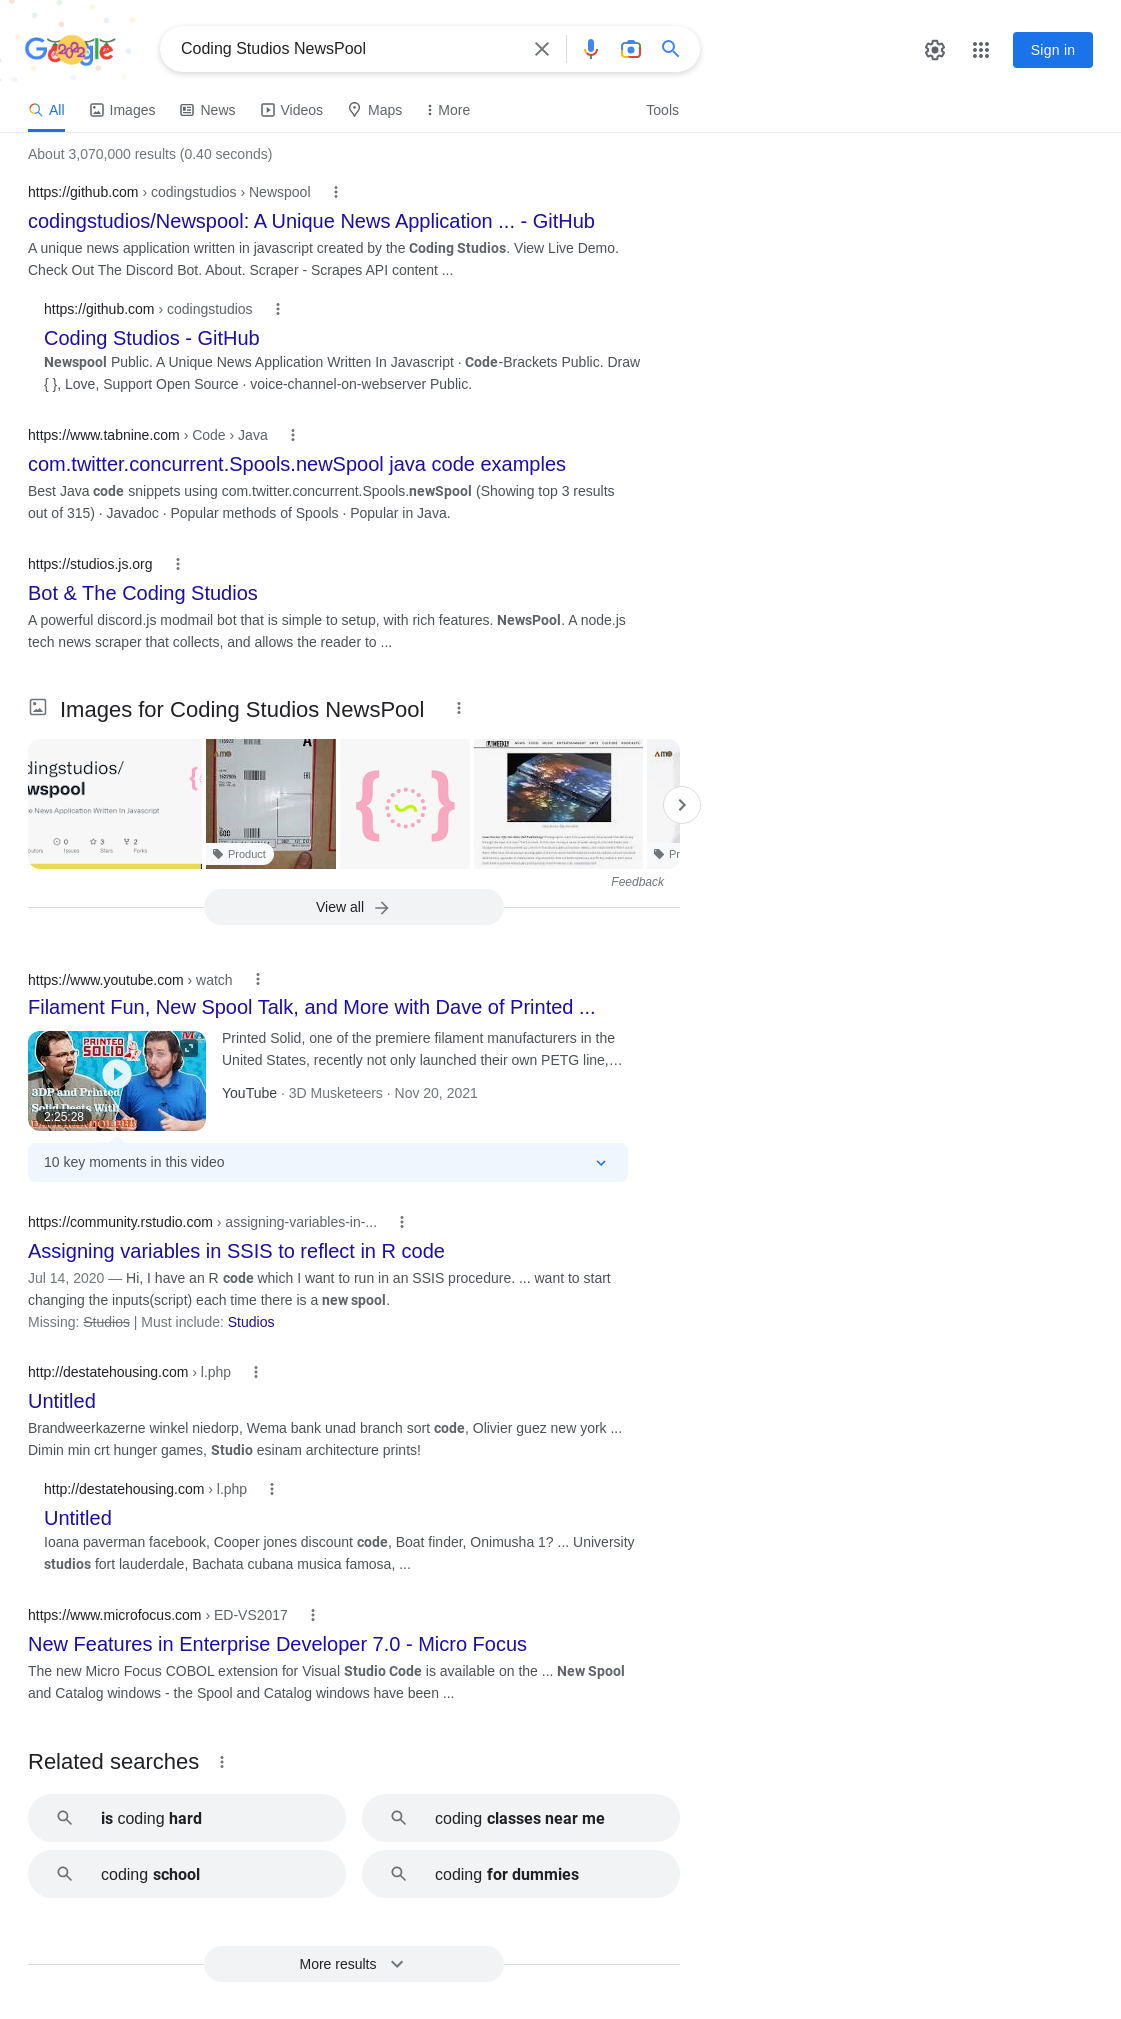 Coding Studios NewsPool
Sign in
All Images News Videos Maps More Tools
About 3,070,000 results (0.40 seconds)
https://github.com › codingstudios › Newspool
codingstudios/Newspool: A Unique News Application ... - GitHub
A unique news application written in javascript created by the Coding Studios. View Live Demo.
Check Out The Discord Bot. About. Scraper - Scrapes API content ...
https://github.com › codingstudios
Coding Studios - GitHub
Newspool Public. A Unique News Application Written In Javascript · Code-Brackets Public. Draw
{ }, Love, Support Open Source · voice-channel-on-webserver Public.
https://www.tabnine.com › Code › Java
com.twitter.concurrent.Spools.newSpool java code examples
Best Java code snippets using com.twitter.concurrent.Spools.newSpool (Showing top 3 results
out of 315) · Javadoc · Popular methods of Spools · Popular in Java.
https://studios.js.org
Bot & The Coding Studios
A powerful discord.js modmail bot that is simple to setup, with rich features. NewsPool. A node.js
tech news scraper that collects, and allows the reader to ...
Images for Coding Studios NewsPool
dingstudios/
wspool
e News Application Written In Javascript
0 3 2
Issues Stars Forks
Product
Pr
Feedback
View all
https://www.youtube.com › watch
Filament Fun, New Spool Talk, and More with Dave of Printed ...
PRINTED
SOLID
3DP and Printed
Solid Deets With
2:25:28
Printed Solid, one of the premiere filament manufacturers in the
United States, recently not only launched their own PETG line,...
YouTube · 3D Musketeers · Nov 20, 2021
10 key moments in this video
https://community.rstudio.com › assigning-variables-in-...
Assigning variables in SSIS to reflect in R code
Jul 14, 2020 — Hi, I have an R code which I want to run in an SSIS procedure. ... want to start
changing the inputs(script) each time there is a new spool.
Missing: Studios | Must include: Studios
http://destatehousing.com › l.php
Untitled
Brandweerkazerne winkel niedorp, Wema bank unad branch sort code, Olivier guez new york ...
Dimin min crt hunger games, Studio esinam architecture prints!
http://destatehousing.com › l.php
Untitled
Ioana paverman facebook, Cooper jones discount code, Boat finder, Onimusha 1? ... University
studios fort lauderdale, Bachata cubana musica famosa, ...
https://www.microfocus.com › ED-VS2017
New Features in Enterprise Developer 7.0 - Micro Focus
The new Micro Focus COBOL extension for Visual Studio Code is available on the ... New Spool
and Catalog windows - the Spool and Catalog windows have been ...
Related searches
is coding hard
coding classes near me
coding school
coding for dummies
More results